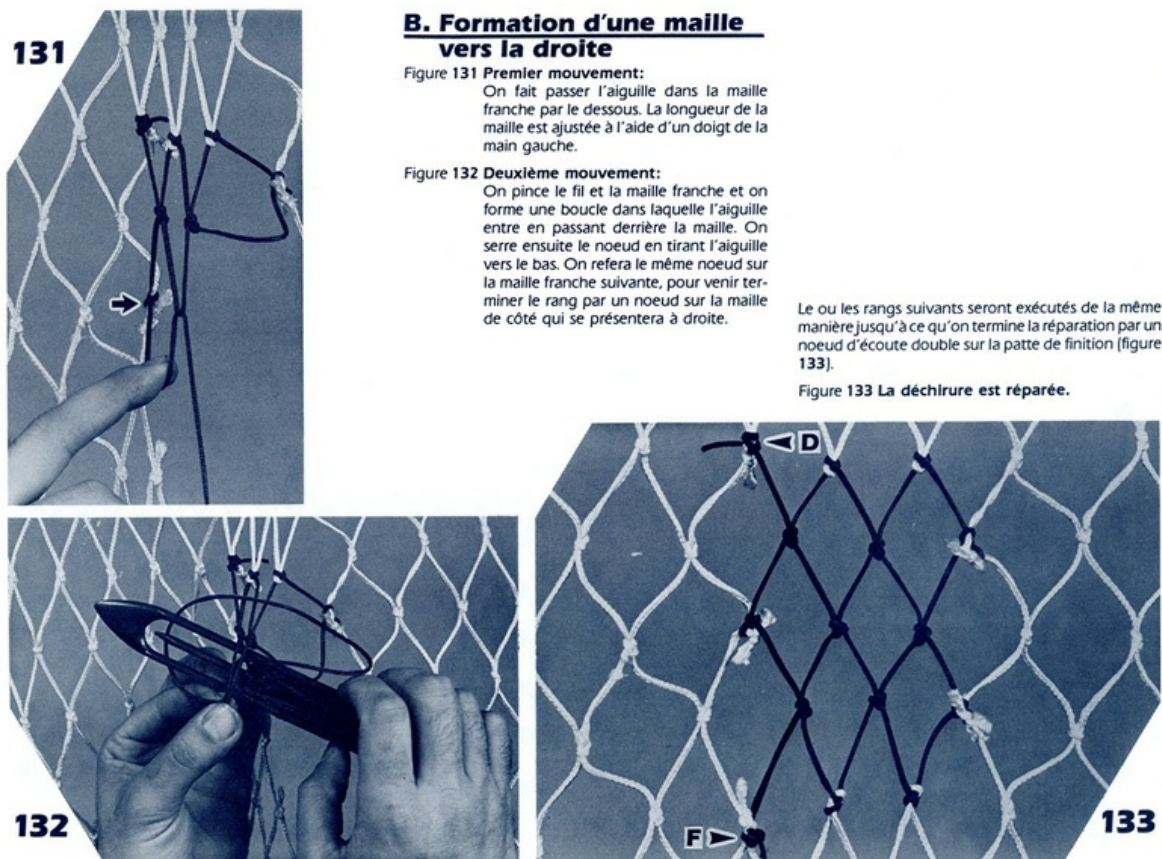 131
B. Formation d'une maille
vers la droite
Figure 131 Premier mouvement:
On fait passer l'aiguille dans la maille
franche par le dessous. La longueur de la
maille est ajustée à l'aide d'un doigt de la
main gauche.
Figure 132 Deuxième mouvement:
On pince le fil et la maille franche et on
forme une boucle dans laquelle l'aiguille
entre en passant derrière la maille. On
serre ensuite le noeud en tirant l'aiguille
vers le bas. On refera le même noeud sur
la maille franche suivante, pour venir ter-
miner le rang par un noeud sur la maille
de côté qui se présentera à droite.
Le ou les rangs suivants seront exécutés de la même
manière jusqu'à ce qu'on termine la réparation par un
noeud d'écoute double sur la patte de finition (figure
133).
Figure 133 La déchirure est réparée.
D
132
F
133